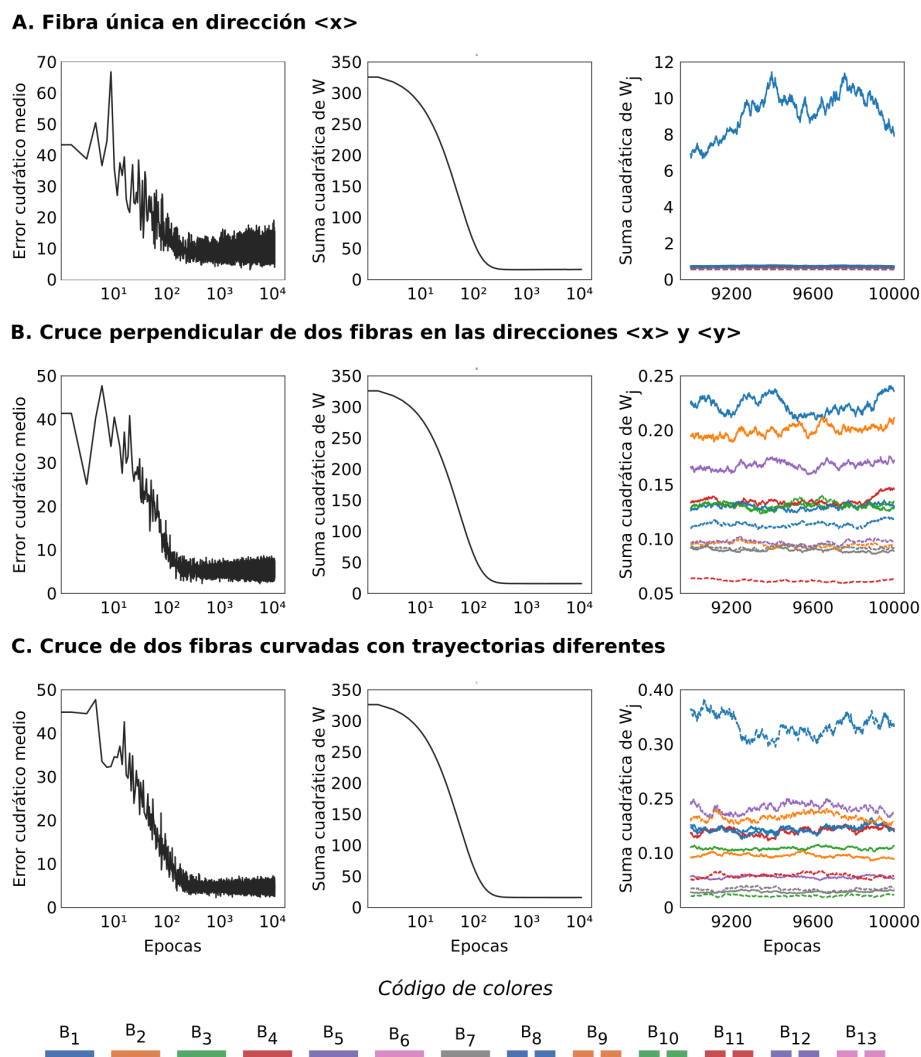 A. Fibra única en dirección <x>
Error cudrático medio
70
60
50
40
30
20
10
0
10¹ 10² 10³ 10⁴
Suma cuadrática de W
350
300
250
200
150
100
50
0
10¹ 10² 10³ 10⁴
Suma cuadrática de Wj
12
10
8
6
4
2
0
9200 9600 10000
B. Cruce perpendicular de dos fibras en las direcciones <x> y <y>
Error cudrático medio
50
40
30
20
10
0
10¹ 10² 10³ 10⁴
Suma cuadrática de W
350
300
250
200
150
100
50
0
10¹ 10² 10³ 10⁴
Suma cuadrática de Wj
0.25
0.20
0.15
0.10
0.05
9200 9600 10000
C. Cruce de dos fibras curvadas con trayectorias diferentes
Error cudrático medio
50
40
30
20
10
0
10¹ 10² 10³ 10⁴
Epocas
Suma cuadrática de W
350
300
250
200
150
100
50
0
10¹ 10² 10³ 10⁴
Epocas
Suma cuadrática de Wj
0.40
0.30
0.25
0.10
0
9200 9600 10000
Epocas
Código de colores
B1 B2 B3 B4 B5 B6 B7 B8 B9 B10 B11 B12 B13